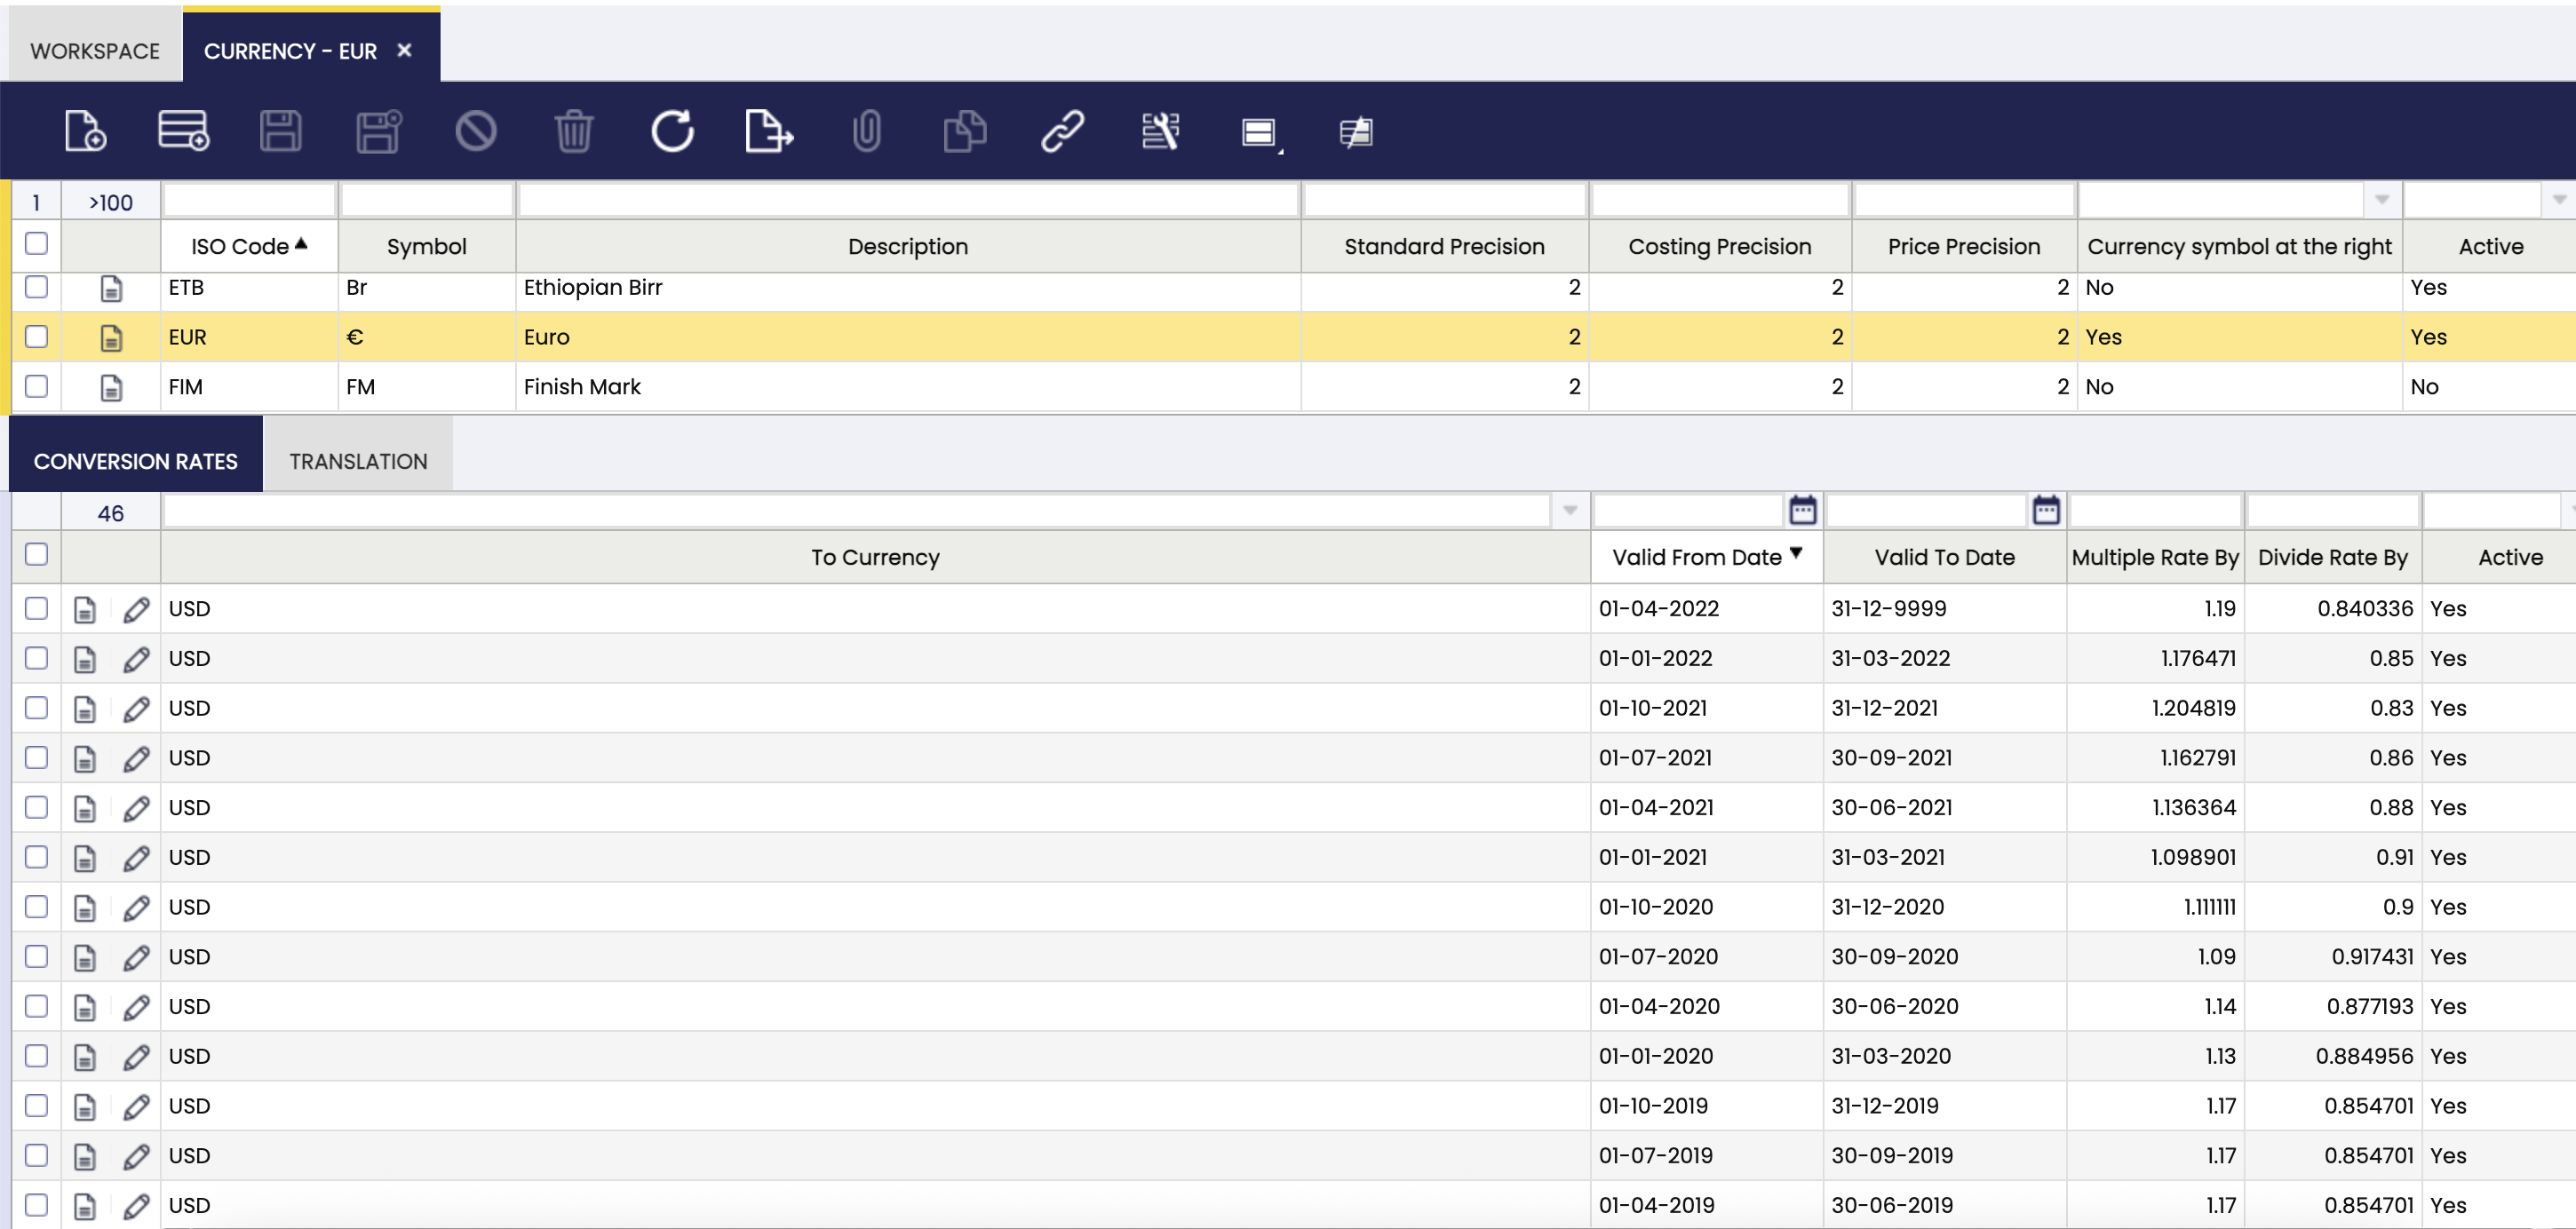 WORKSPACE CURRENCY - EUR ×
1 >100
ISO Code Symbol Description Standard Precision Costing Precision Price Precision Currency symbol at the right Active
ETB Br Ethiopian Birr 2 2 2 No Yes
EUR € Euro 2 2 2 Yes Yes
FIM FM Finish Mark 2 2 2 No No
CONVERSION RATES TRANSLATION
46
To Currency Valid From Date Valid To Date Multiple Rate By Divide Rate By Active
USD 01-04-2022 31-12-9999 1.19 0.840336 Yes
USD 01-01-2022 31-03-2022 1.176471 0.85 Yes
USD 01-10-2021 31-12-2021 1.204819 0.83 Yes
USD 01-07-2021 30-09-2021 1.162791 0.86 Yes
USD 01-04-2021 30-06-2021 1.136364 0.88 Yes
USD 01-01-2021 31-03-2021 1.098901 0.91 Yes
USD 01-10-2020 31-12-2020 1.111111 0.9 Yes
USD 01-07-2020 30-09-2020 1.09 0.917431 Yes
USD 01-04-2020 30-06-2020 1.14 0.877193 Yes
USD 01-01-2020 31-03-2020 1.13 0.884956 Yes
USD 01-10-2019 31-12-2019 1.17 0.854701 Yes
USD 01-07-2019 30-09-2019 1.17 0.854701 Yes
USD 01-04-2019 30-06-2019 1.17 0.854701 Yes